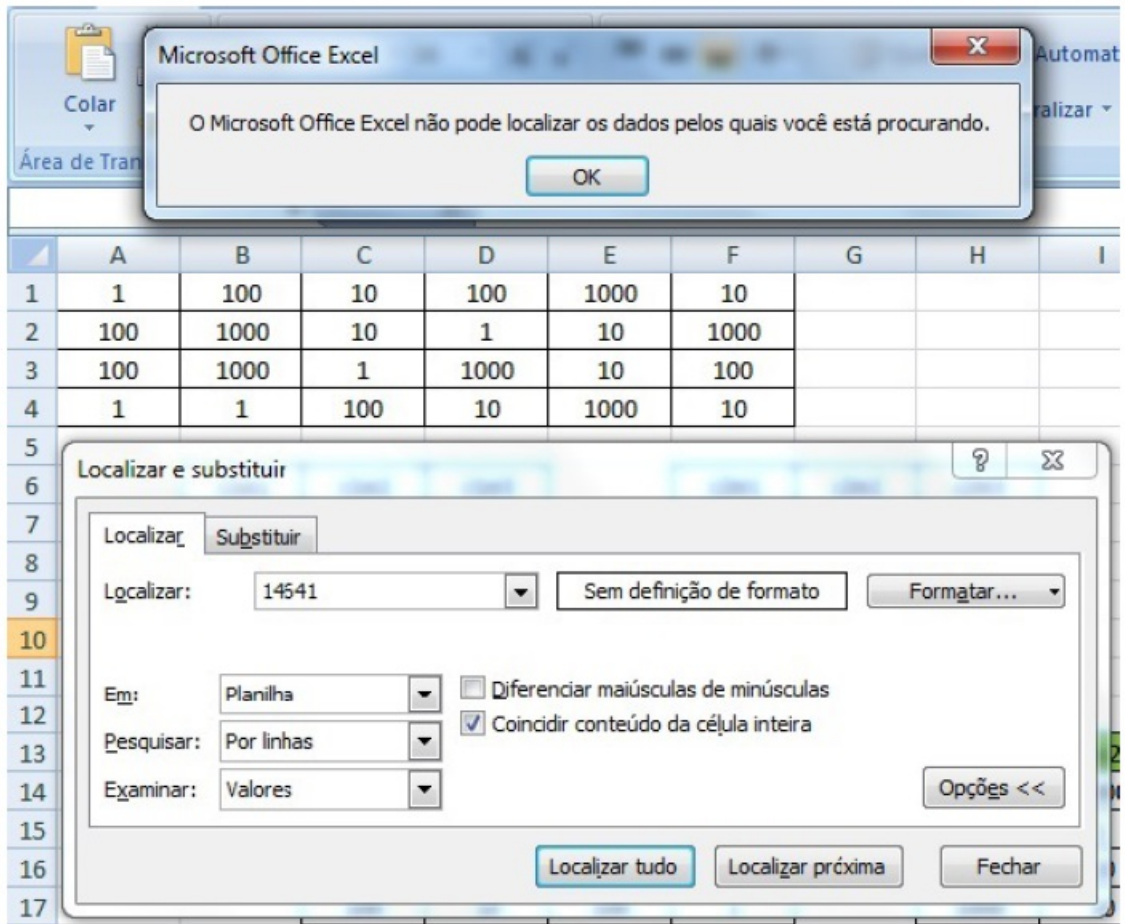 Microsoft Office Excel
Automat
Colar
O Microsoft Office Excel não pode localizar os dados pelos quais você está procurando.
ralizar
Área de Tran
OK
A B C D E F G H I
1 1 100 10 100 1000 10
2 100 1000 10 1 10 1000
3 100 1000 1 1000 10 100
4 1 1 100 10 1000 10
5
Localizar e substituir
6
7
Localizar Substituir
8
Localizar: 14541 Sem definição de formato Formatar...
9
10
11
Em: Planilha Diferenciar maiúsculas de minúsculas
12
Coincidir conteúdo da célula inteira
Pesquisar: Por linhas
13
Examinar: Valores Opções <<
14
15
16 Localizar tudo Localizar próxima Fechar
17